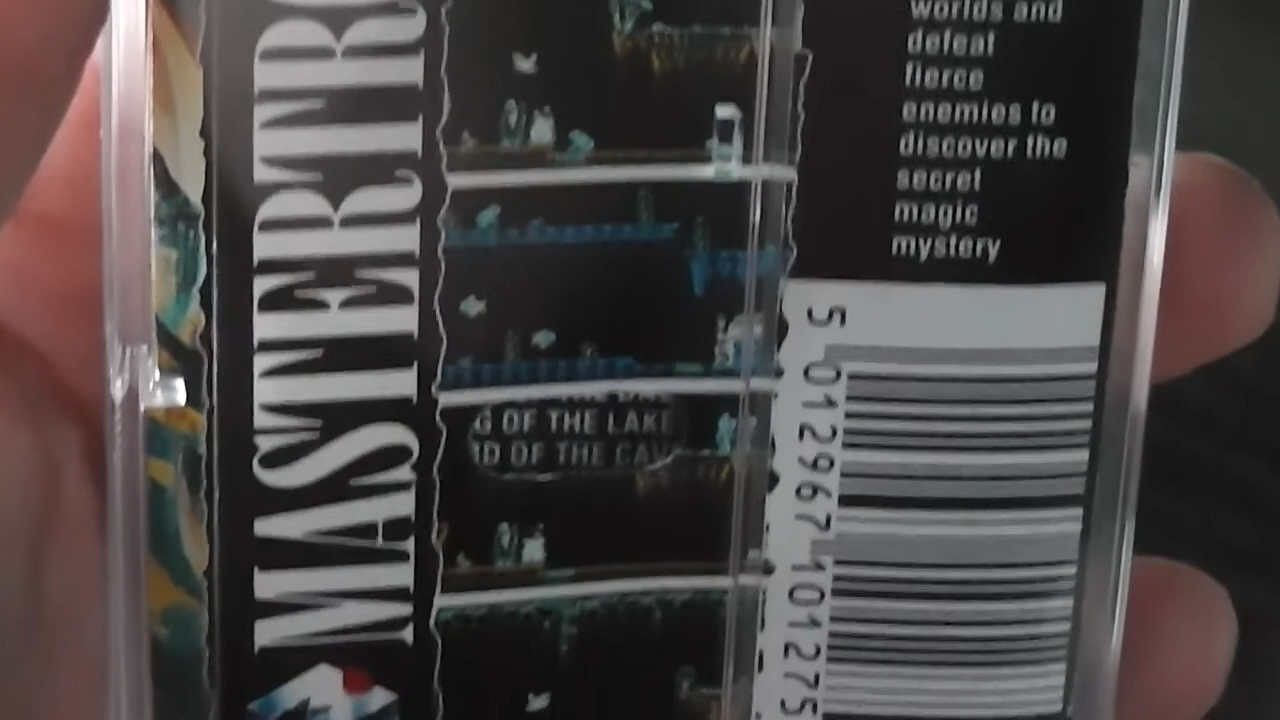 MASTERTRO
worlds and
defeat
fierce
enemies to
discover the
secret
magic
mystery
G OF THE LAKE
OF THE CAV
5 012967 101275